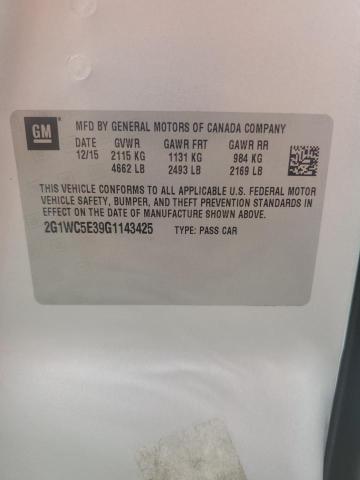 GM MFD BY GENERAL MOTORS OF CANADA COMPANY
DATE GVWR GAWR FRT GAWR RR
12/15 2115 KG 1131 KG 984 KG
4662 LB 2493 LB 2169 LB
THIS VEHICLE CONFORMS TO ALL APPLICABLE U.S. FEDERAL MOTOR
VEHICLE SAFETY, BUMPER, AND THEFT PREVENTION STANDARDS IN
EFFECT ON THE DATE OF MANUFACTURE SHOWN ABOVE.
2G1WC5E39G1143425 TYPE: PASS CAR